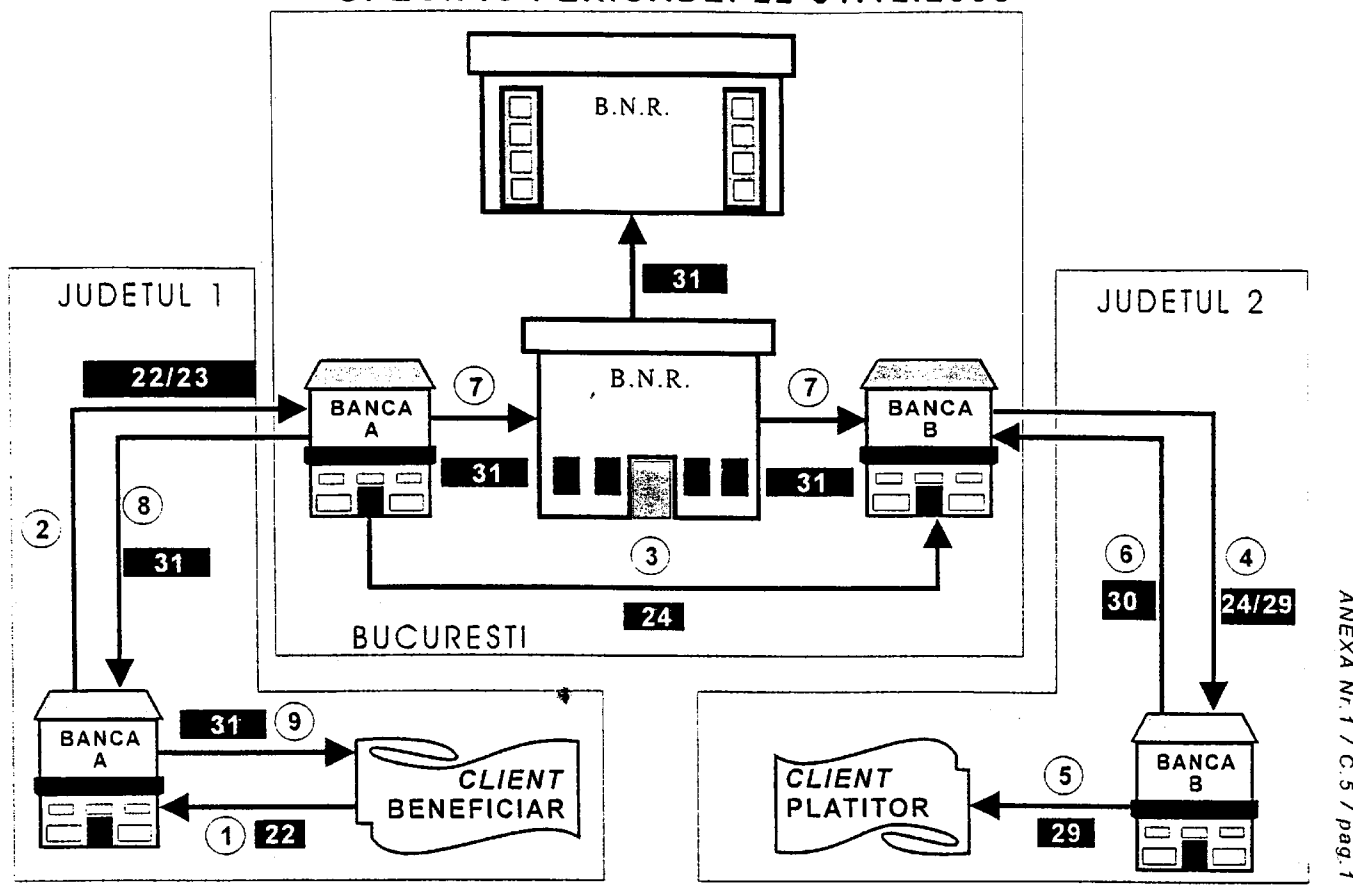 B.N.R.
31
JUDETUL 1
JUDETUL 2
22/23
BANCA
A
7
B.N.R.
7
BANCA
B
31
31
2
8
31
3
24
6
30
4
24/29
BUCURESTI
BANCA
A
31 9
CLIENT
BENEFICIAR
1 22
CLIENT
PLATITOR
5
29
BANCA
B
ANEXA Nr.1 / C.5 / pag.1